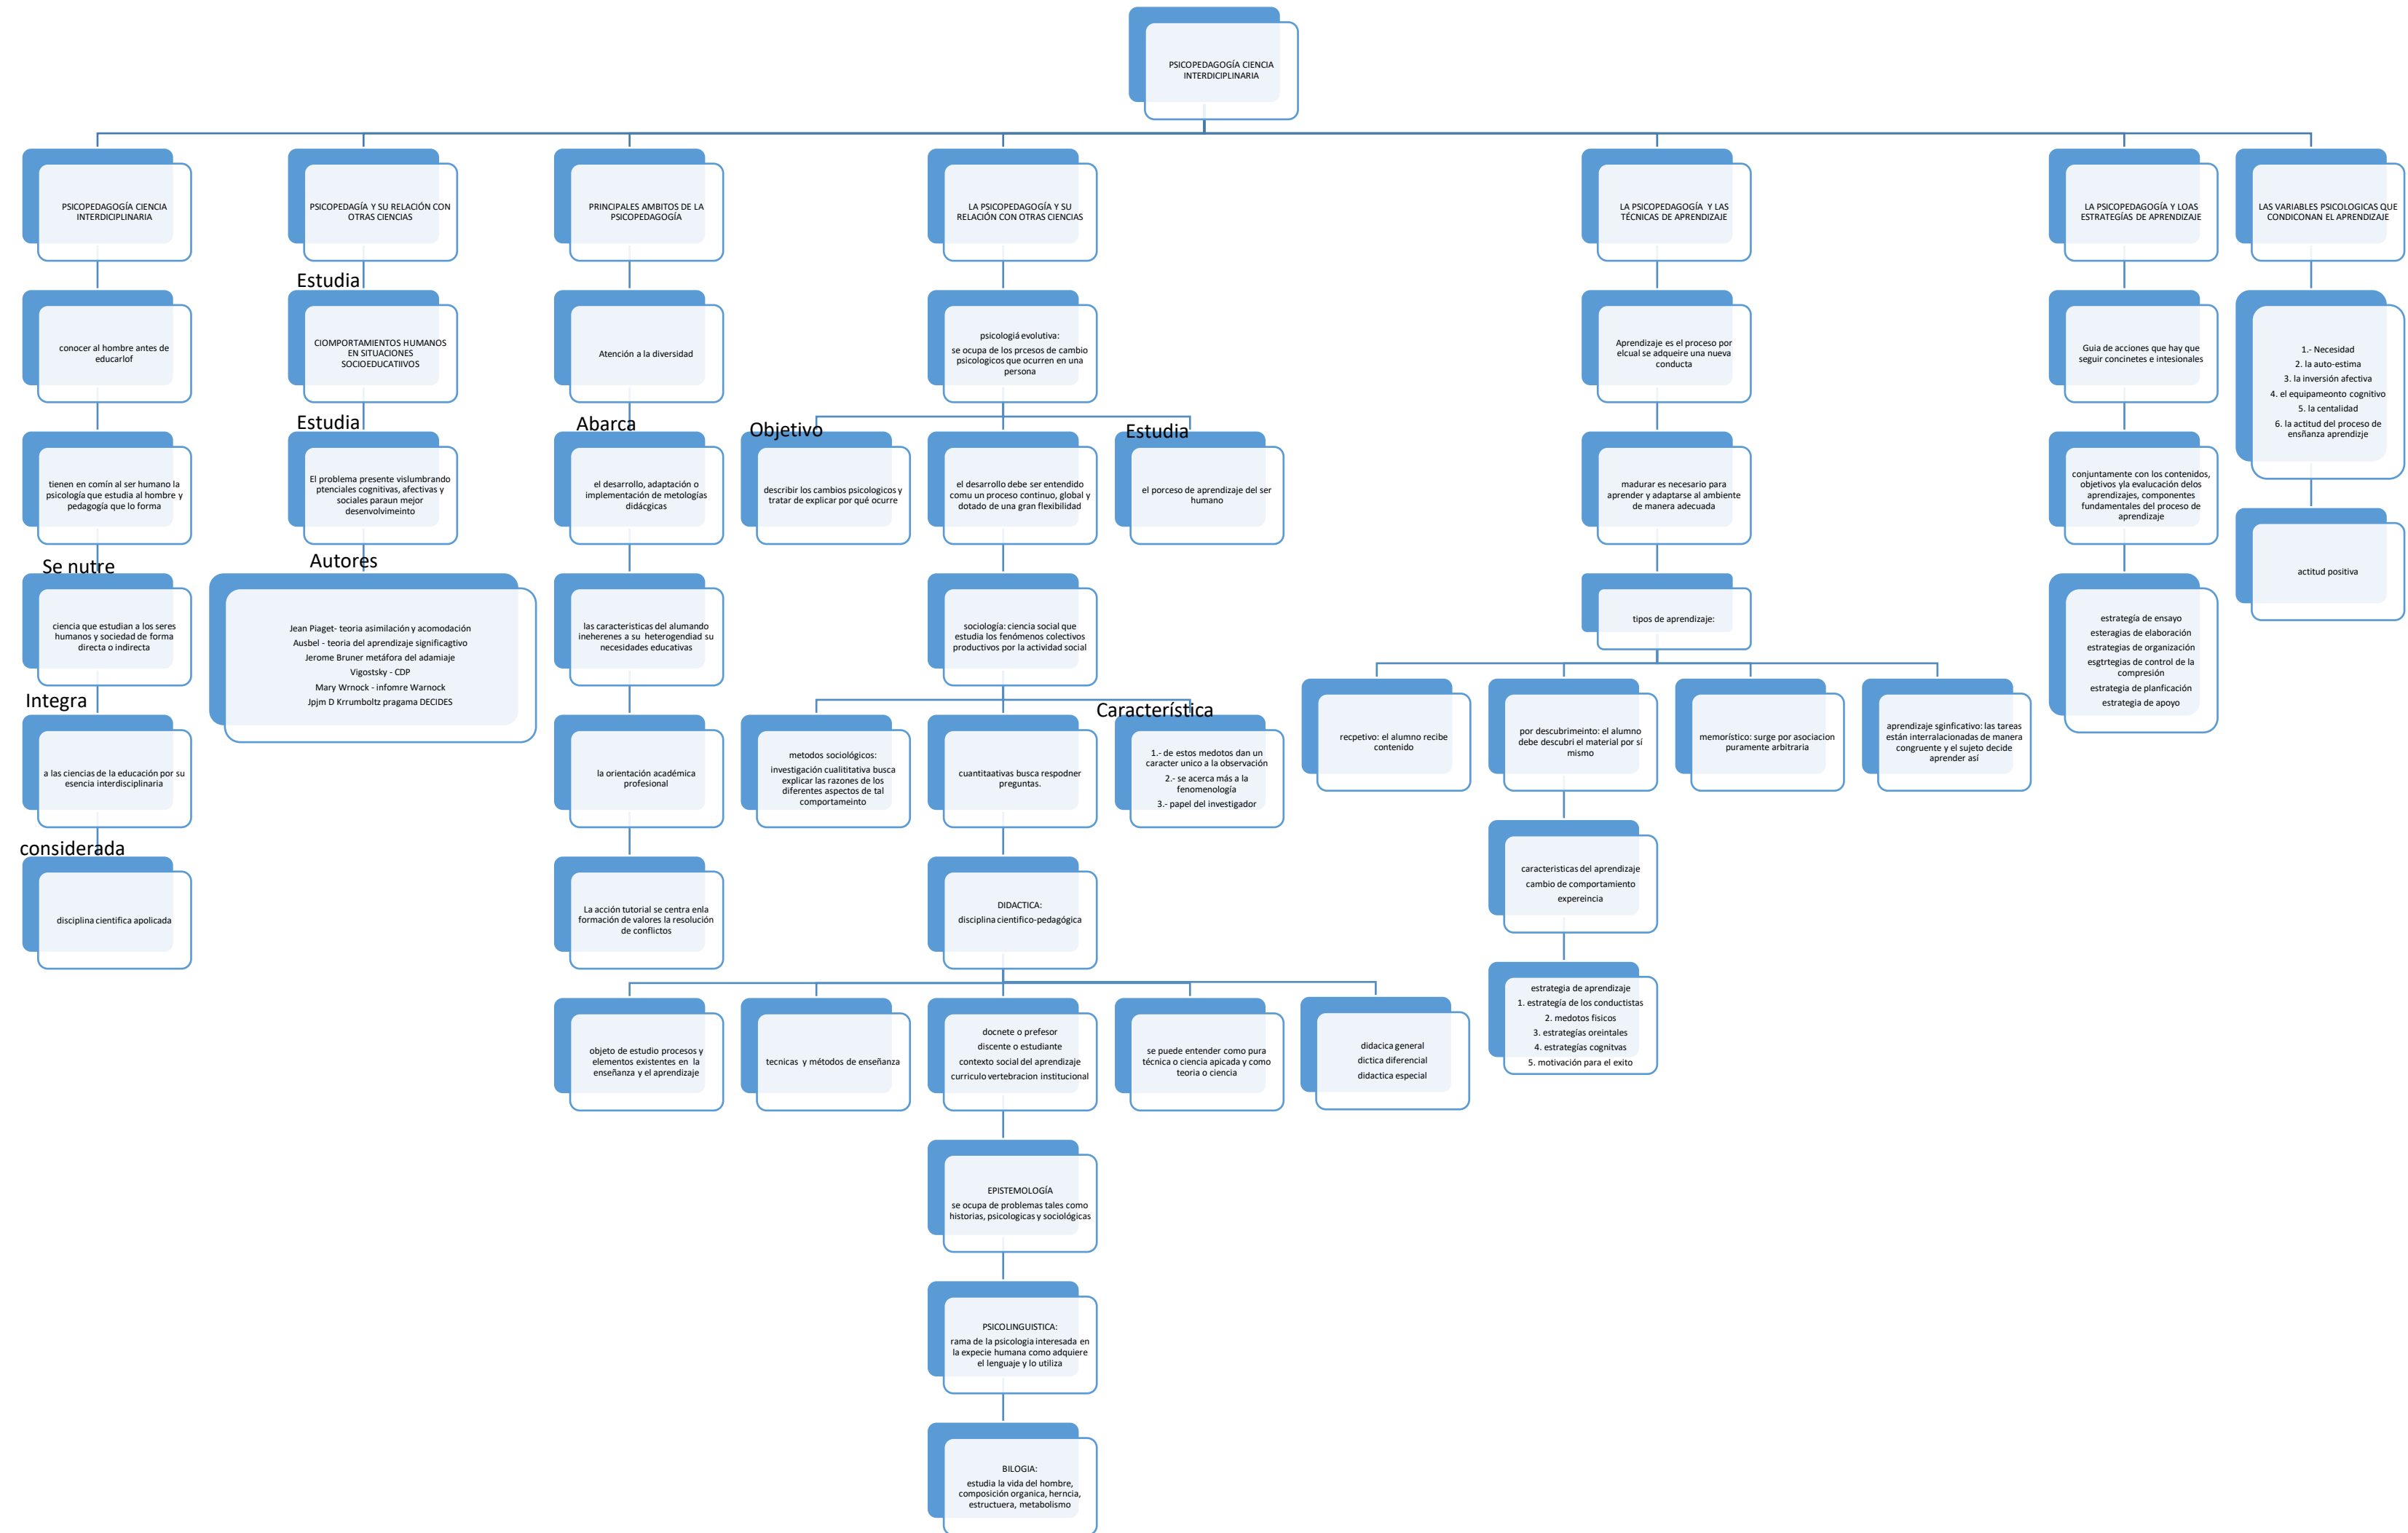 PSICOPEDAGOGÍA CIENCIA
INTERDICIPLINARIA
PSICOPEDAGOGÍA CIENCIA
INTERDICIPLINARIA
conocer al hombre antes de
educarlof
tienen en comín al ser humano la
psicología que estudia al hombre y
pedagogía que lo forma
Se nutre
ciencia que estudian a los seres
humanos y sociedad de forma
directa o indirecta
Integra
a las ciencias de la educación por su
esencia interdisciplinaria
considerada
disciplina cientifica apolicada
PSICOPEDAGÍA Y SU RELACIÓN CON
OTRAS CIENCIAS
Estudia
CIOMPORTAMIENTOS HUMANOS
EN SITUACIONES
SOCIOEDUCATIIVOS
Estudia
El problema presente vislumbrando
ptenciales cognitivas, afectivas y
sociales paraun mejor
desenvolvimeinto
Autores
Jean Piaget- teoria asimilación y acomodación
Ausbel - teoria del aprendizaje significagtivo
Jerome Bruner metáfora del adamiaje
Vigostsky - CDP
Mary Wrnock - infomre Warnock
Jpjm D Krrumboltz pragama DECIDES
PRINCIPALES AMBITOS DE LA
PSICOPEDAGOGÍA
Atención a la diversidad
Abarca
el desarrollo, adaptación o
implementación de metologías
didácgicas
las caracteristicas del alumando
ineherenes a su heterogendiad su
necesidades educativas
la orientación académica
profesional
La acción tutorial se centra enla
formación de valores la resolución
de conflictos
LA PSICOPEDAGOGÍA Y SU
RELACIÓN CON OTRAS CIENCIAS
psicologiá evolutiva:
se ocupa de los prcesos de cambio
psicologicos que ocurren en una
persona
Objetivo
describir los cambios psicologicos y
tratar de explicar por qué ocurre
el desarrollo debe ser entendido
comu un proceso continuo, global y
dotado de una gran flexibilidad
Estudia
el porceso de aprendizaje del ser
humano
sociología: ciencia social que
estudia los fenómenos colectivos
productivos por la actividad social
metodos sociológicos:
investigación cualititativa busca
explicar las razones de los
diferentes aspectos de tal
comportameinto
cuantitaativas busca respodner
preguntas.
Característica
1.- de estos medotos dan un
caracter unico a la observación
2.- se acerca más a la
fenomenología
3.- papel del investigador
DIDACTICA:
disciplina cientifico-pedagógica
objeto de estudio procesos y
elementos existentes en la
enseñanza y el aprendizaje
tecnicas y métodos de enseñanza
docnete o prefesor
discente o estudiante
contexto social del aprendizaje
curriculo vertebracion institucional
se puede entender como pura
técnica o ciencia apicada y como
teoria o ciencia
didacica general
dictica diferencial
didactica especial
EPISTEMOLOGÍA
se ocupa de problemas tales como
historias, psicologicas y sociológicas
PSICOLINGUISTICA:
rama de la psicologia interesada en
la expecie humana como adquiere
el lenguaje y lo utiliza
BILOGIA:
estudia la vida del hombre,
composición organica, herncia,
estructuera, metabolismo
LA PSICOPEDAGOGÍA Y LAS
TÉCNICAS DE APRENDIZAJE
Aprendizaje es el proceso por
elcual se adqueire una nueva
conducta
madurar es necesario para
aprender y adaptarse al ambiente
de manera adecuada
tipos de aprendizaje:
recpetivo: el alumno recibe
contenido
por descubrimeinto: el alumno
debe descubri el material por sí
mismo
memorístico: surge por asociacion
puramente arbitraria
aprendizaje sginficativo: las tareas
están interralacionadas de manera
congruente y el sujeto decide
aprender así
caracteristicas del aprendizaje
cambio de comportamiento
expereincia
estrategia de aprendizaje
1. estrategía de los conductistas
2. medotos fisicos
3. estrategías oreintales
4. estrategías cognitvas
5. motivación para el exito
LA PSICOPEDAGOGÍA Y LOAS
ESTRATEGÍAS DE APRENDIZAJE
Guia de acciones que hay que
seguir concinetes e intesionales
conjuntamente con los contenidos,
objetivos yla evalucación delos
aprendizajes, componentes
fundamentales del proceso de
aprendizaje
estrategía de ensayo
esteragias de elaboración
estrategias de organización
esgtrtegias de control de la
compresión
estrategia de planficación
estrategia de apoyo
LAS VARIABLES PSICOLOGICAS QUE
CONDICONAN EL APRENDIZAJE
1.- Necesidad
2. la auto-estima
3. la inversión afectiva
4. el equipameonto cognitivo
5. la centalidad
6. la actitud del proceso de
ensñanza aprendizje
actitud positiva